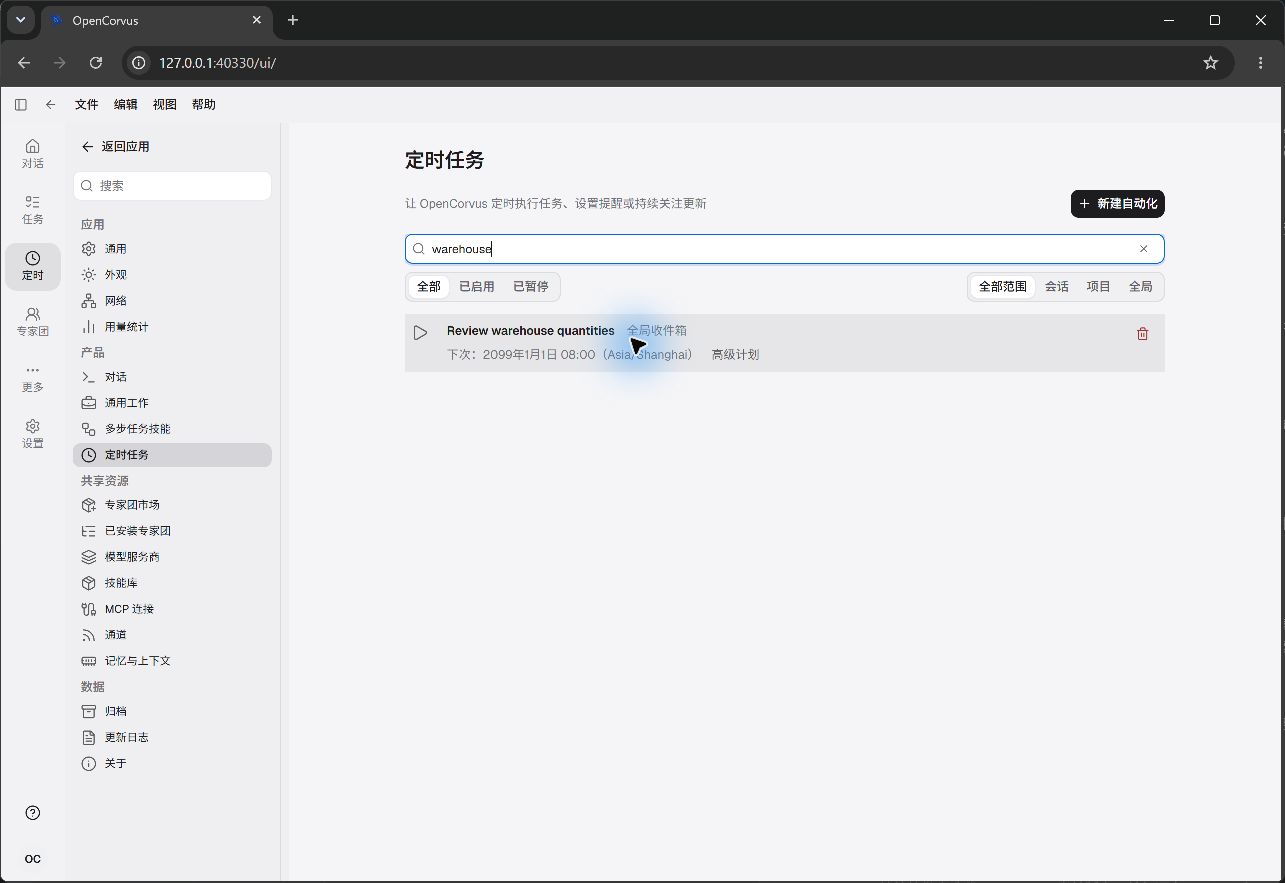 OpenCorvus
127.0.0.1:40330/ui/
文件 编辑 视图 帮助
对话
任务
定时
专家团
更多
设置
OC
返回应用
搜索
应用
通用
外观
网络
用量统计
产品
对话
通用工作
多步任务技能
定时任务
共享资源
专家团市场
已安装专家团
模型服务商
技能库
MCP 连接
通道
记忆与上下文
数据
归档
更新日志
关于
定时任务
让 OpenCorvus 定时执行任务、设置提醒或持续关注更新
新建自动化
warehouse
全部 已启用 已暂停
全部范围 会话 项目 全局
Review warehouse quantities 全局收件箱
下次：2099年1月1日 08:00（Asia/Shanghai） 高级计划